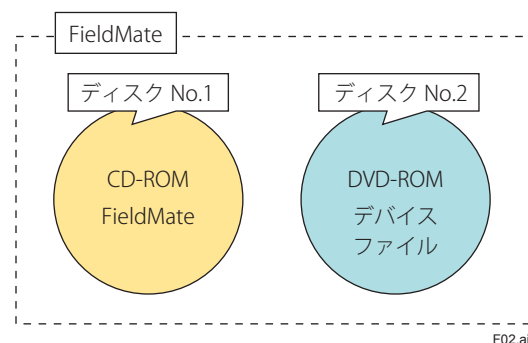 FieldMate
ディスク No.1
ディスク No.2
CD-ROM
FieldMate
DVD-ROM
デバイス
ファイル
F02.ai